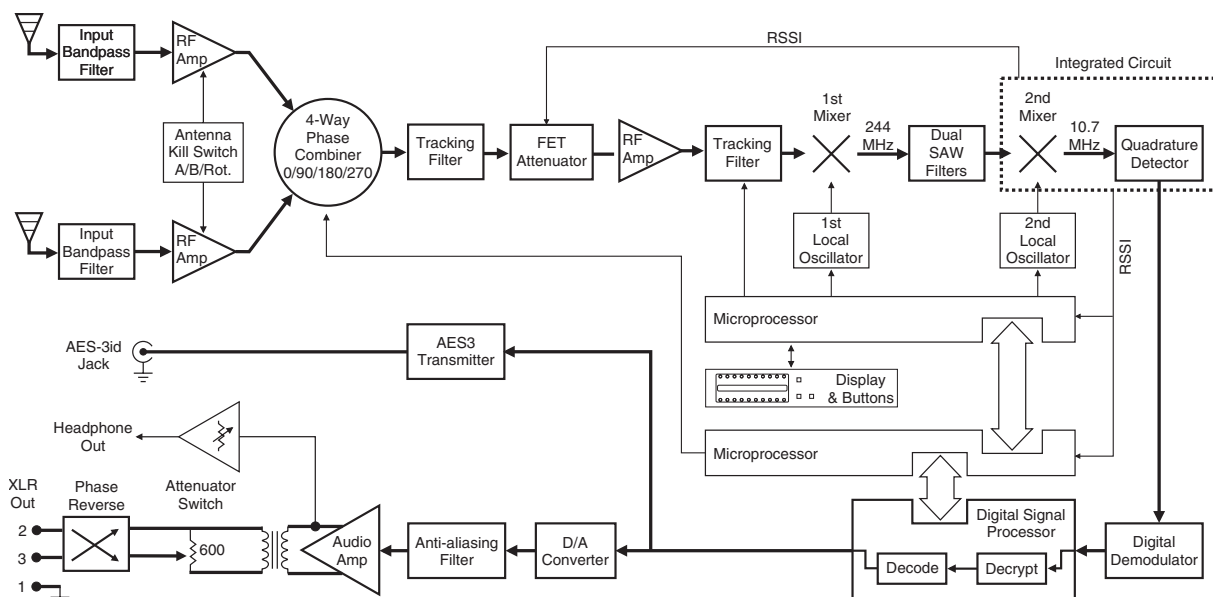 Input
Bandpass
Filter
RF
Amp
RSSI
Integrated Circuit
Antenna
Kill Switch
A/B/Rot.
4-Way
Phase
Combiner
0/90/180/270
Tracking
Filter
FET
Attenuator
RF
Amp
Tracking
Filter
1st
Mixer
244
MHz
Dual
SAW
Filters
2nd
Mixer
10.7
MHz
Quadrature
Detector
Input
Bandpass
Filter
RF
Amp
1st
Local
Oscillator
2nd
Local
Oscillator
RSSI
Microprocessor
AES-3id
Jack
AES3
Transmitter
Display
& Buttons
Headphone
Out
Microprocessor
XLR
Out
Phase
Reverse
Attenuator
Switch
2
3
1
600
Audio
Amp
Anti-aliasing
Filter
D/A
Converter
Digital Signal
Processor
Decode
Decrypt
Digital
Demodulator